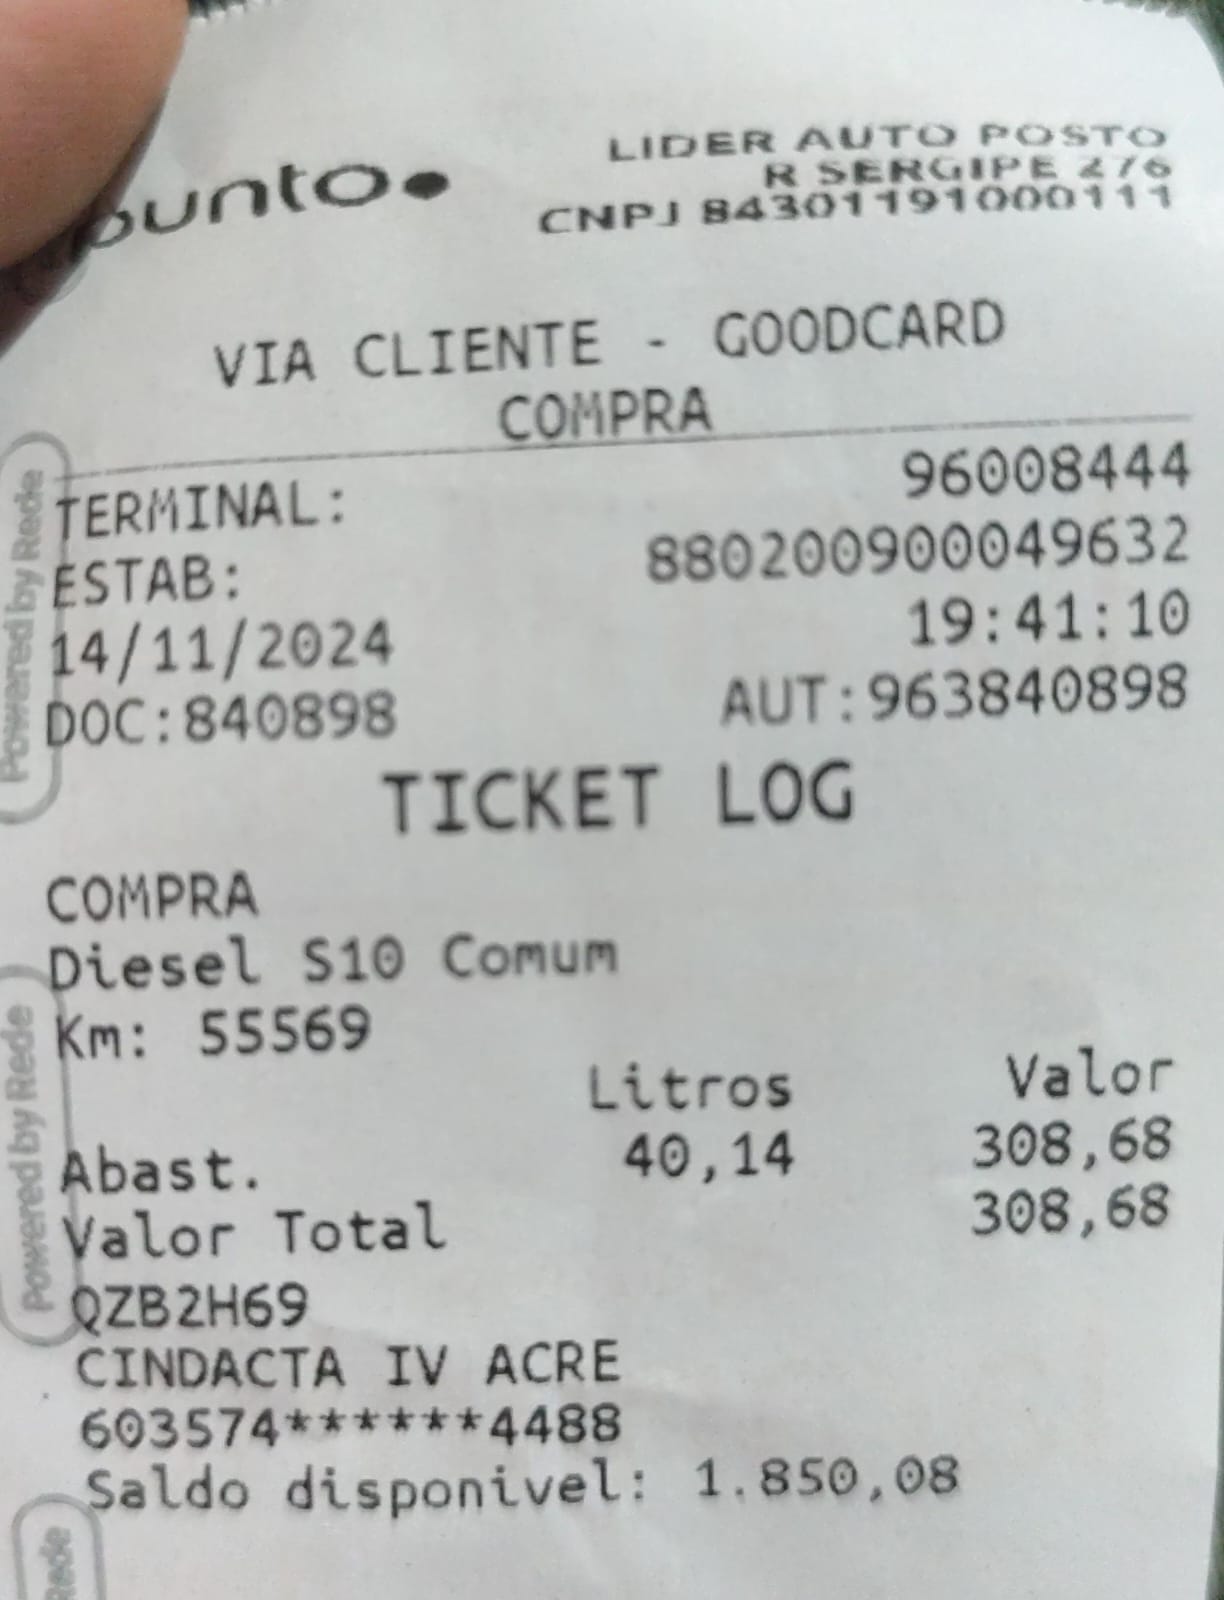 LIDER AUTO POSTO
R SERGIPE 276
CNPJ 84301191000111
VIA CLIENTE - GOODCARD
COMPRA
TERMINAL: 96008444
ESTAB: 880200900049632
14/11/2024 19:41:10
DOC:840898 AUT:963840898
TICKET LOG
COMPRA
Diesel S10 Comum
Km: 55569
Litros Valor
Abast. 40,14 308,68
Valor Total 308,68
QZB2H69
CINDACTA IV ACRE
603574******4488
Saldo disponivel: 1.850,08
Powered by Rede
Powered by Rede
Rede